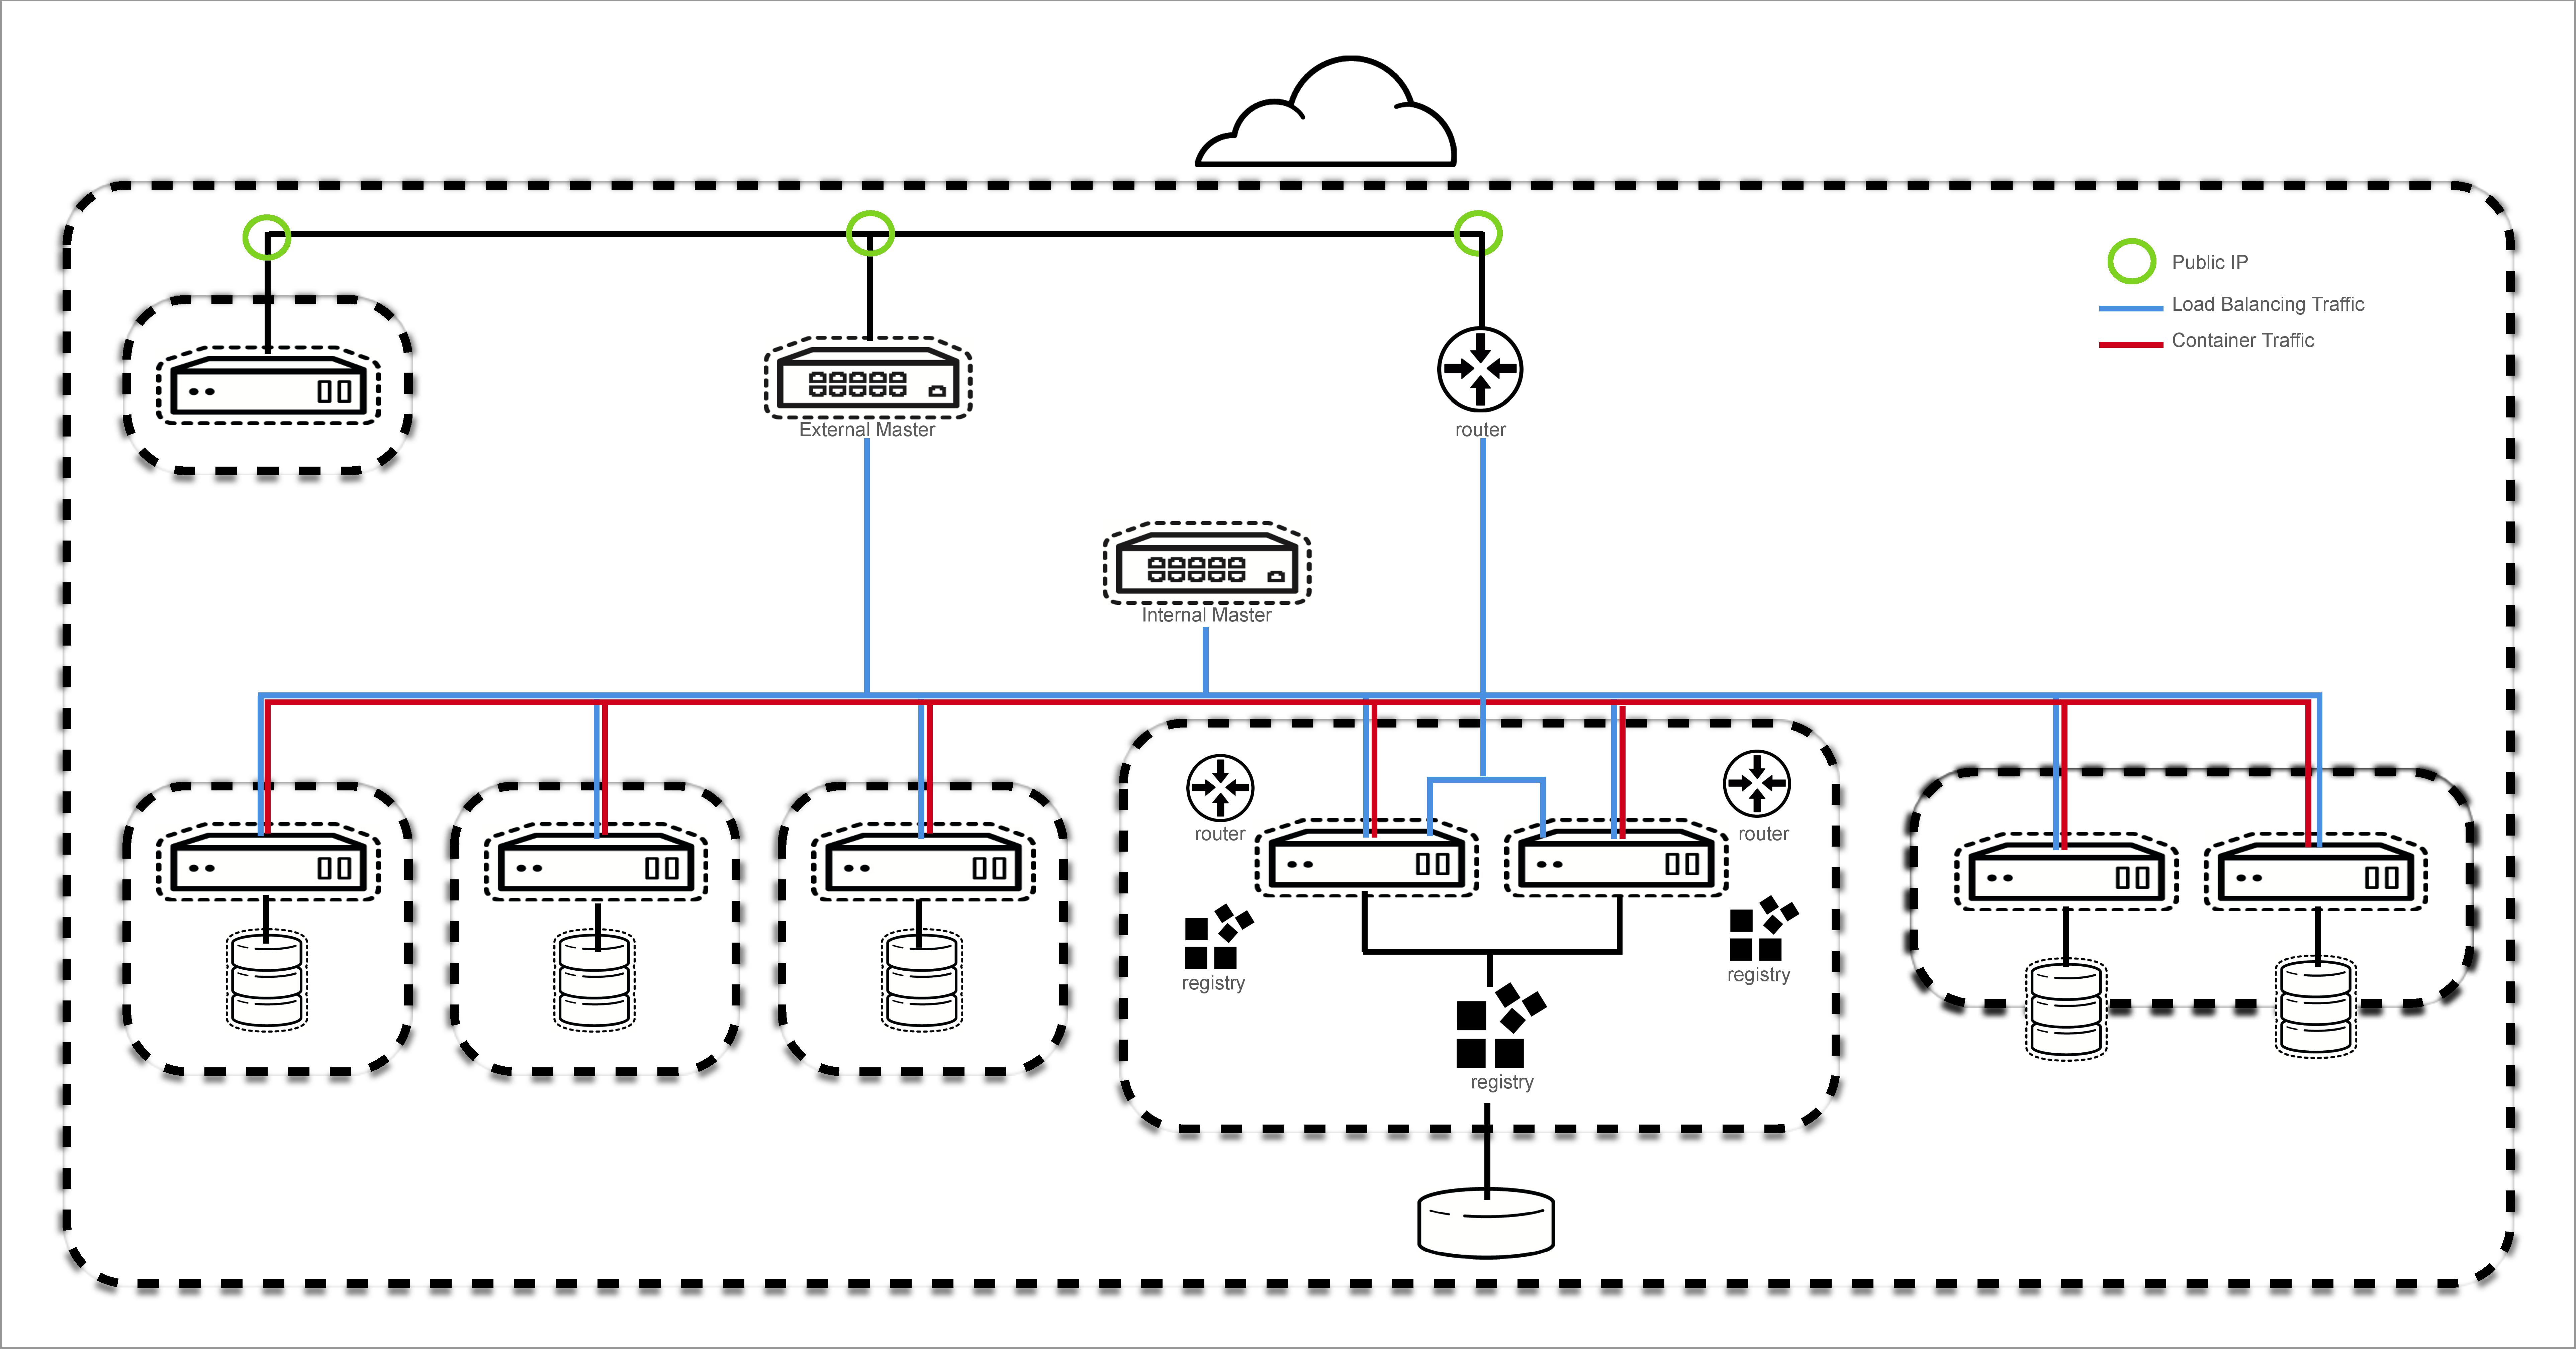 Public IP
Load Balancing Traffic
Container Traffic
External Master
router
Internal Master
router
router
registry
registry
registry